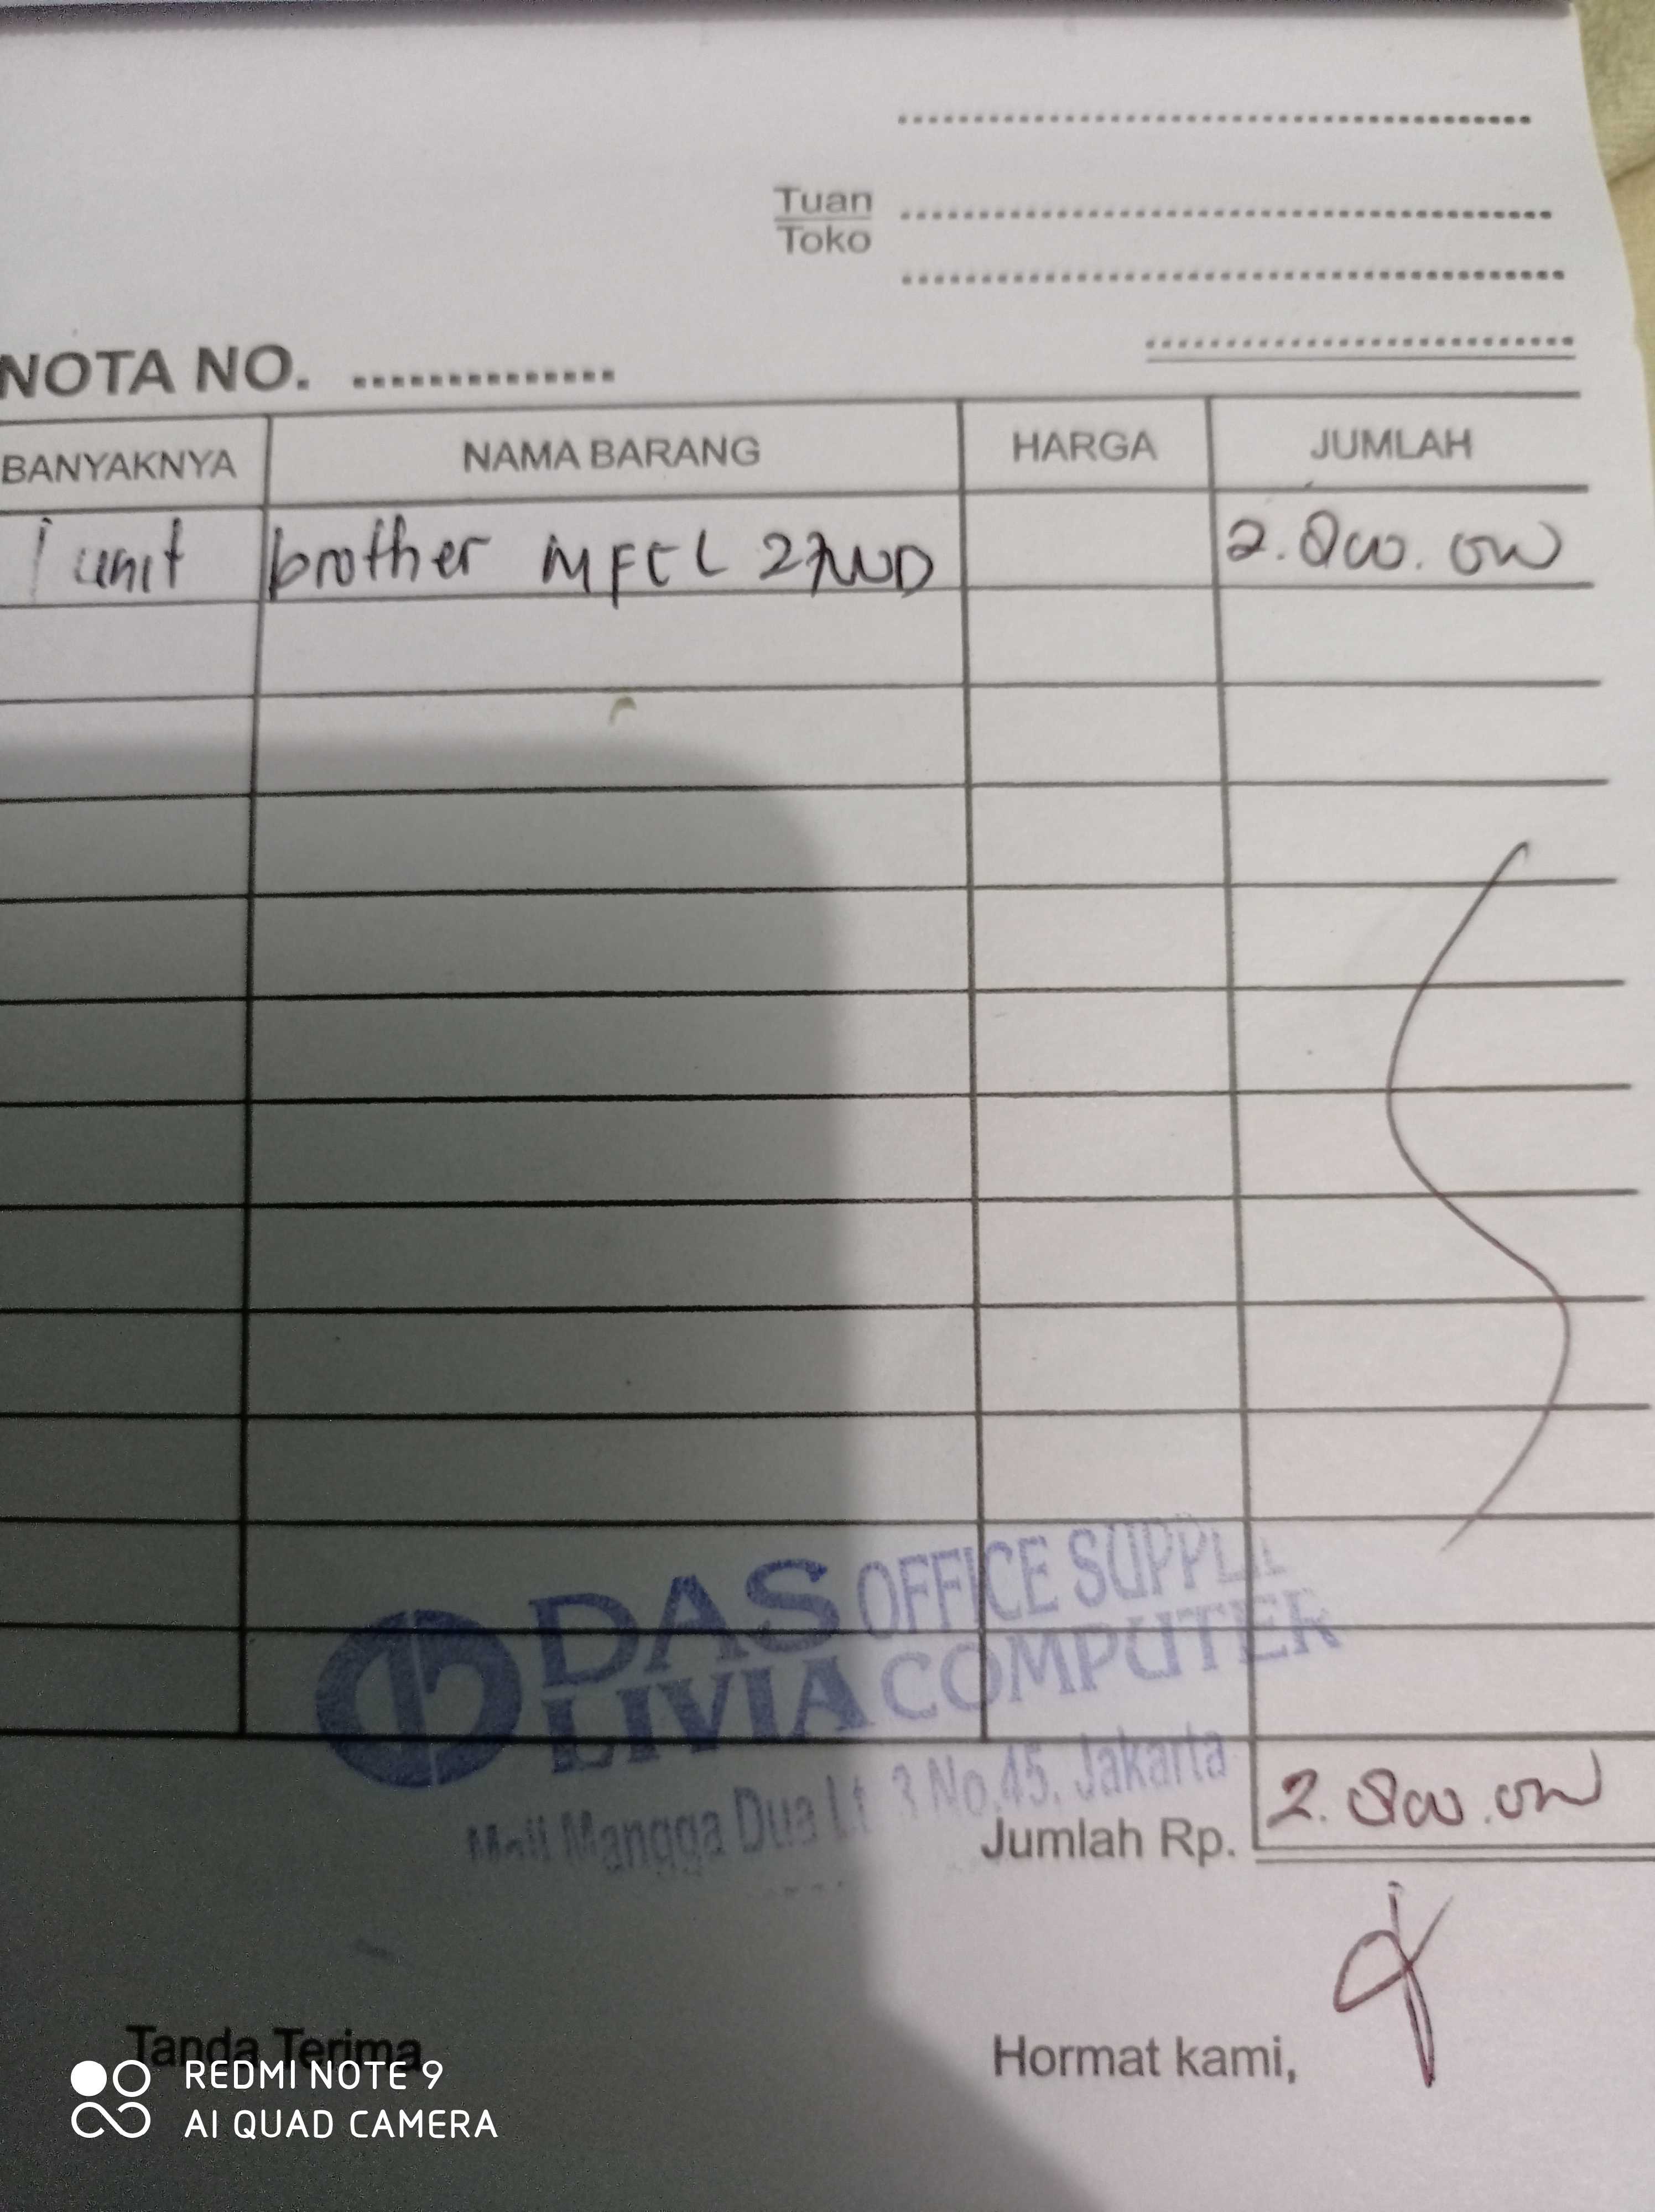 Tuan
Toko
NOTA NO.
BANYAKNYA NAMA BARANG HARGA JUMLAH
1 unit brother MFCL 2700D 2.800.000
DAS OFFICE SUPPLI
LIVIA COMPUTER
Mall Mangga Dua Lt. 3 No.45, Jakarta
Jumlah Rp. 2.800.000
Tanda Terima
Hormat kami,
REDMI NOTE 9
AI QUAD CAMERA